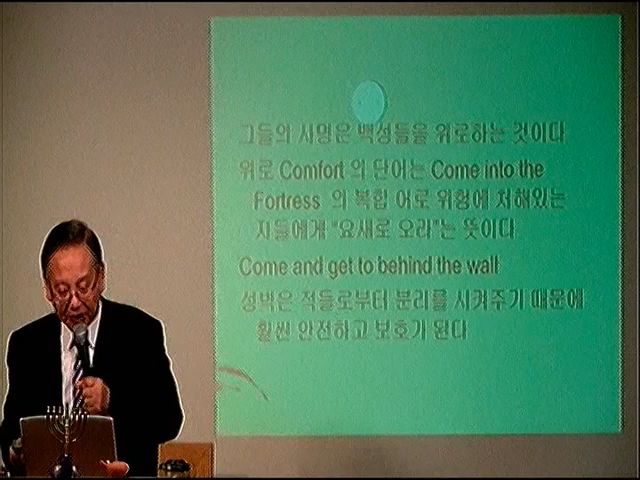 그들의 사명은 백성들을 위로하는 것이다
위로 Comfort 의 단어는 Come into the
Fortress 의 복합 어로 위험에 처해있는
자들에게 "요새로 오라"는 뜻이다
Come and get to behind the wall
성벽은 적들로부터 분리를 시켜주기 때문에
훨씬 안전하고 보호가 된다